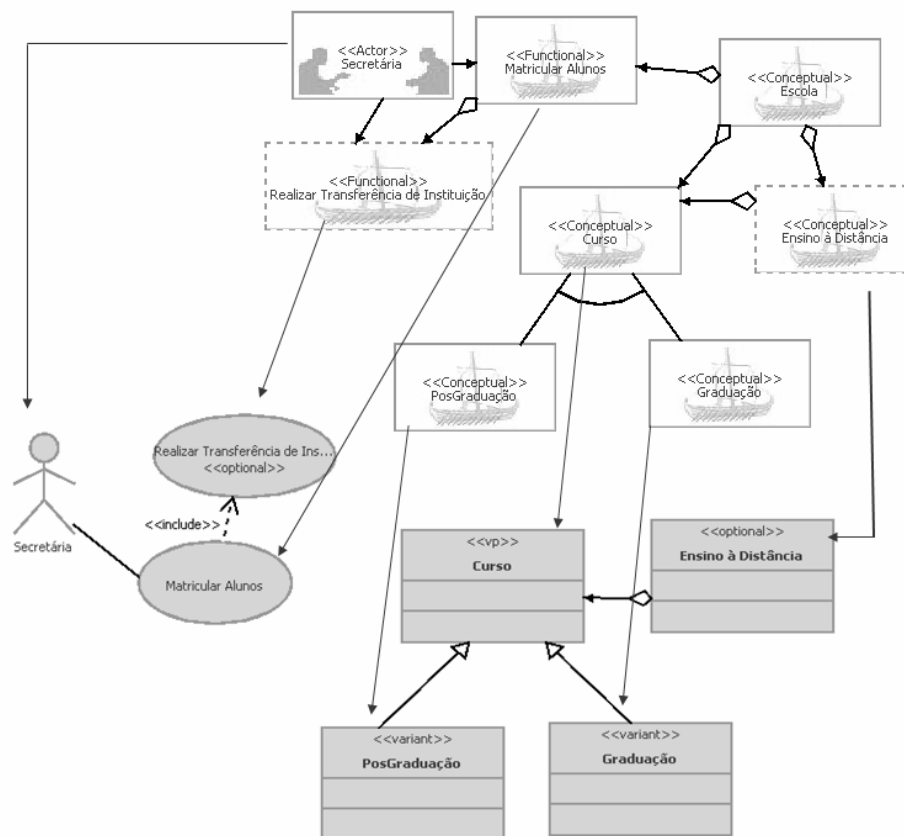 <<Actor>>
Secretária
<<Functional>>
Matricular Alunos
<<Conceptual>>
Escola
<<Functional>>
Realizar Transferência de Instituição
<<Conceptual>>
Curso
<<Conceptual>>
Ensino à Distância
<<Conceptual>>
PosGraduação
<<Conceptual>>
Graduação
Realizar Transferência de Ins...
<<optional>>
<<include>>
Secretária
Matricular Alunos
<<vp>>
Curso
<<optional>>
Ensino à Distância
<<variant>>
PosGraduação
<<variant>>
Graduação